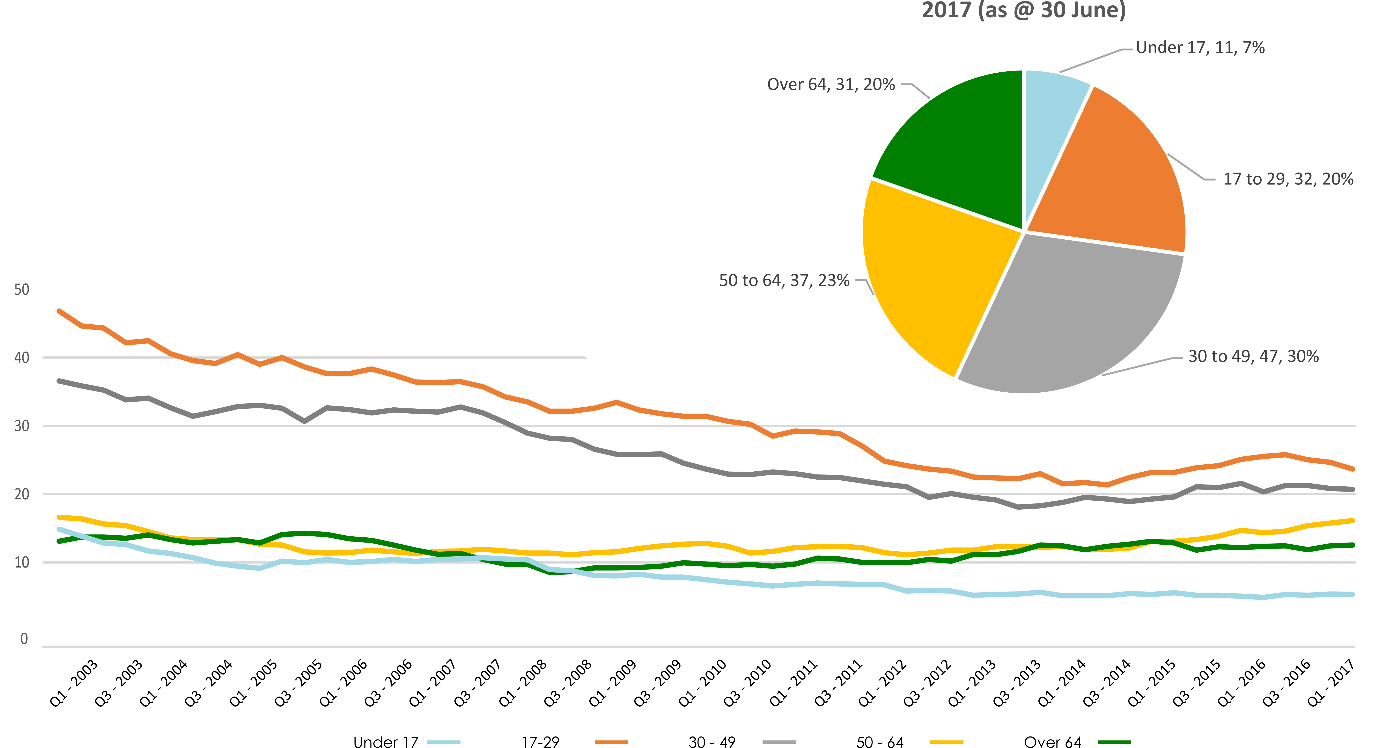 2017 (as @ 30 June)
Under 17, 11, 7%
Over 64, 31, 20%
17 to 29, 32, 20%
50 to 64, 37, 23%
30 to 49, 47, 30%
50
40
30
20
10
0
Q1 - 2003
Q3 - 2003
Q1 - 2004
Q3 - 2004
Q1 - 2005
Q3 - 2005
Q1 - 2006
Q3 - 2006
Q1 - 2007
Q3 - 2007
Q1 - 2008
Q3 - 2008
Q1 - 2009
Q3 - 2009
Q1 - 2010
Q3 - 2010
Q1 - 2011
Q3 - 2011
Q1 - 2012
Q3 - 2012
Q1 - 2013
Q3 - 2013
Q1 - 2014
Q3 - 2014
Q1 - 2015
Q3 - 2015
Q1 - 2016
Q3 - 2016
Q1 - 2017
Under 17 17-29 30 - 49 50 - 64 Over 64